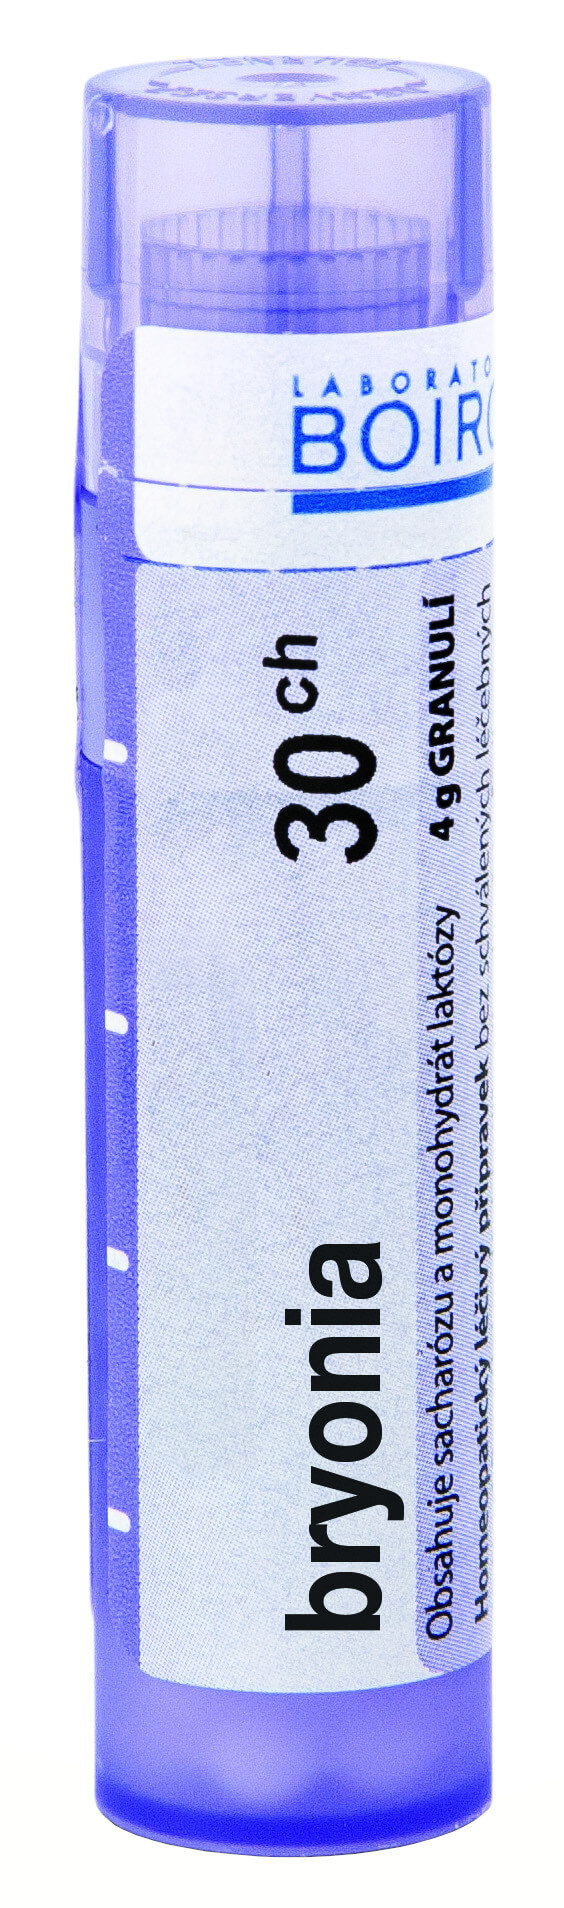 LABORATO
BOIRO
bryonia 30 ch
4 g GRANULÍ
Obsahuje sacharózu a monohydrát laktózy
Homeopatický léčivý přípravek bez schválených léčebných